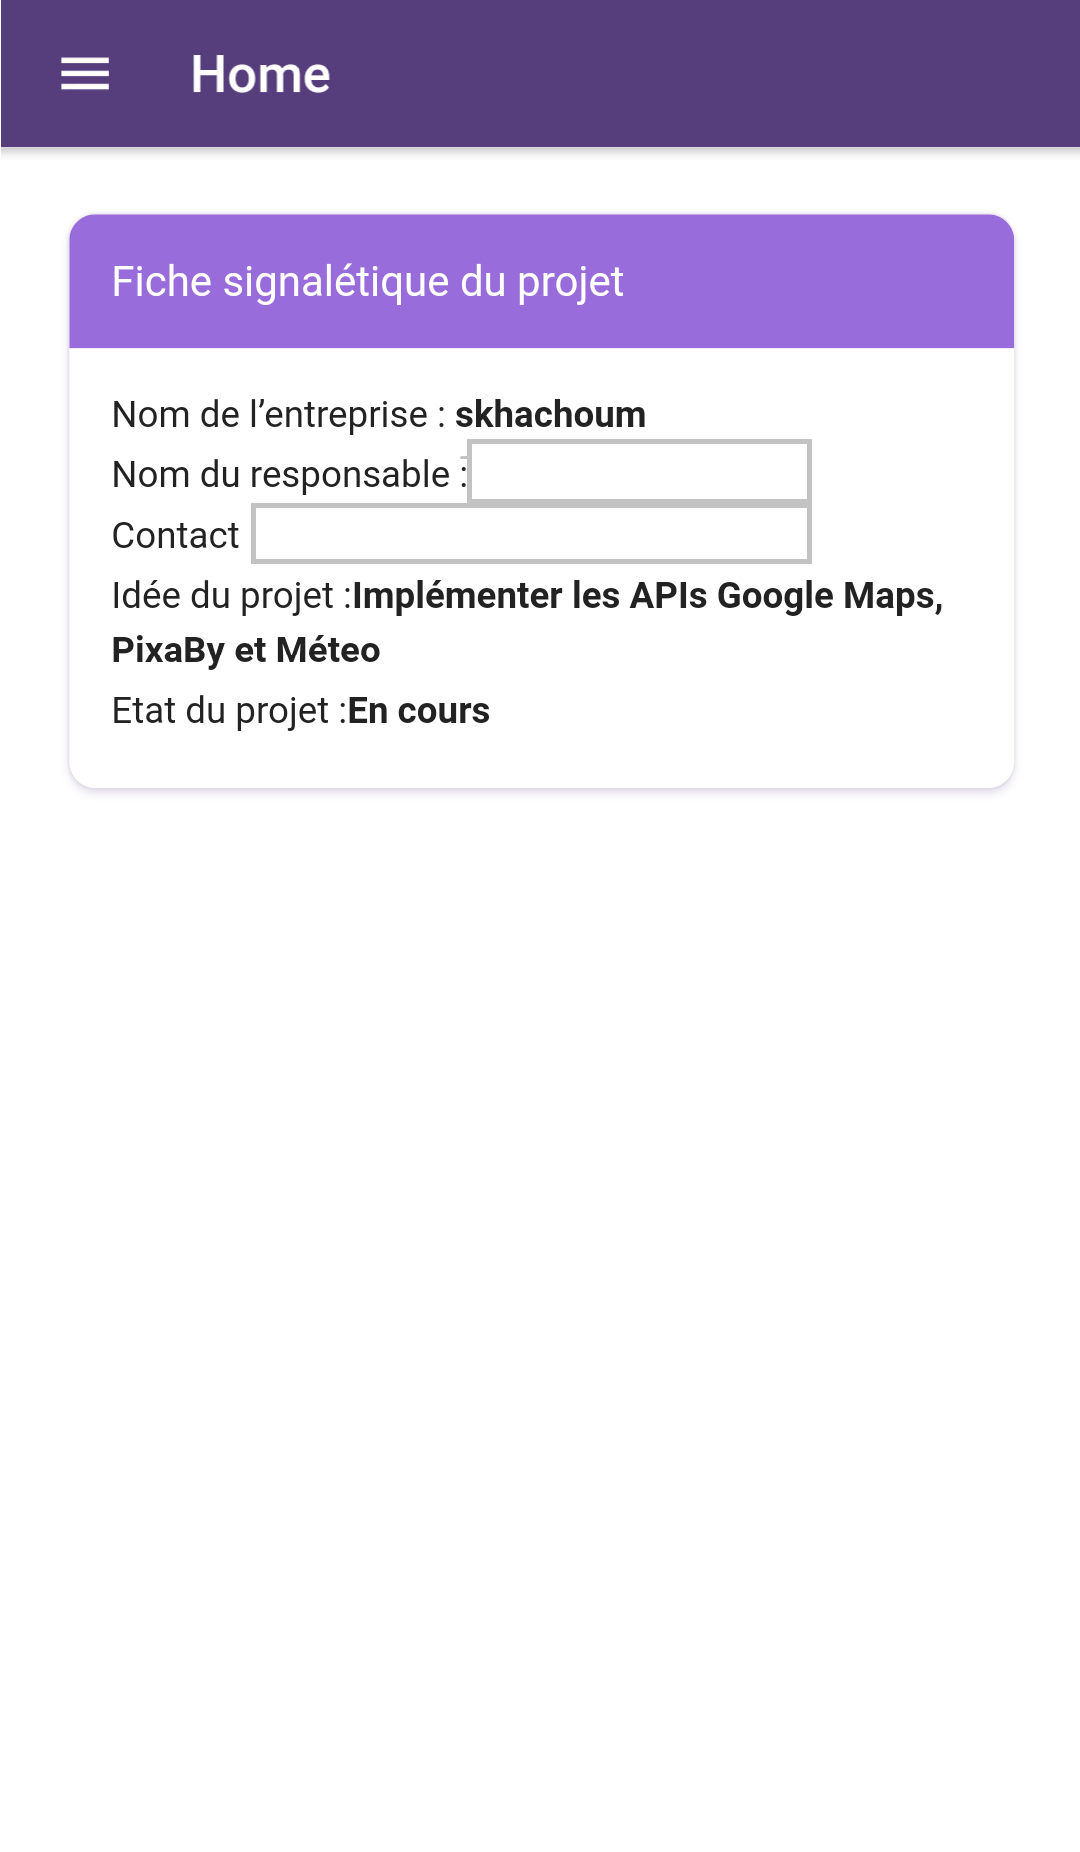 Home
Fiche signalétique du projet
Nom de l’entreprise : skhachoum
Nom du responsable :
Contact
Idée du projet :Implémenter les APIs Google Maps,
PixaBy et Méteo
Etat du projet :En cours